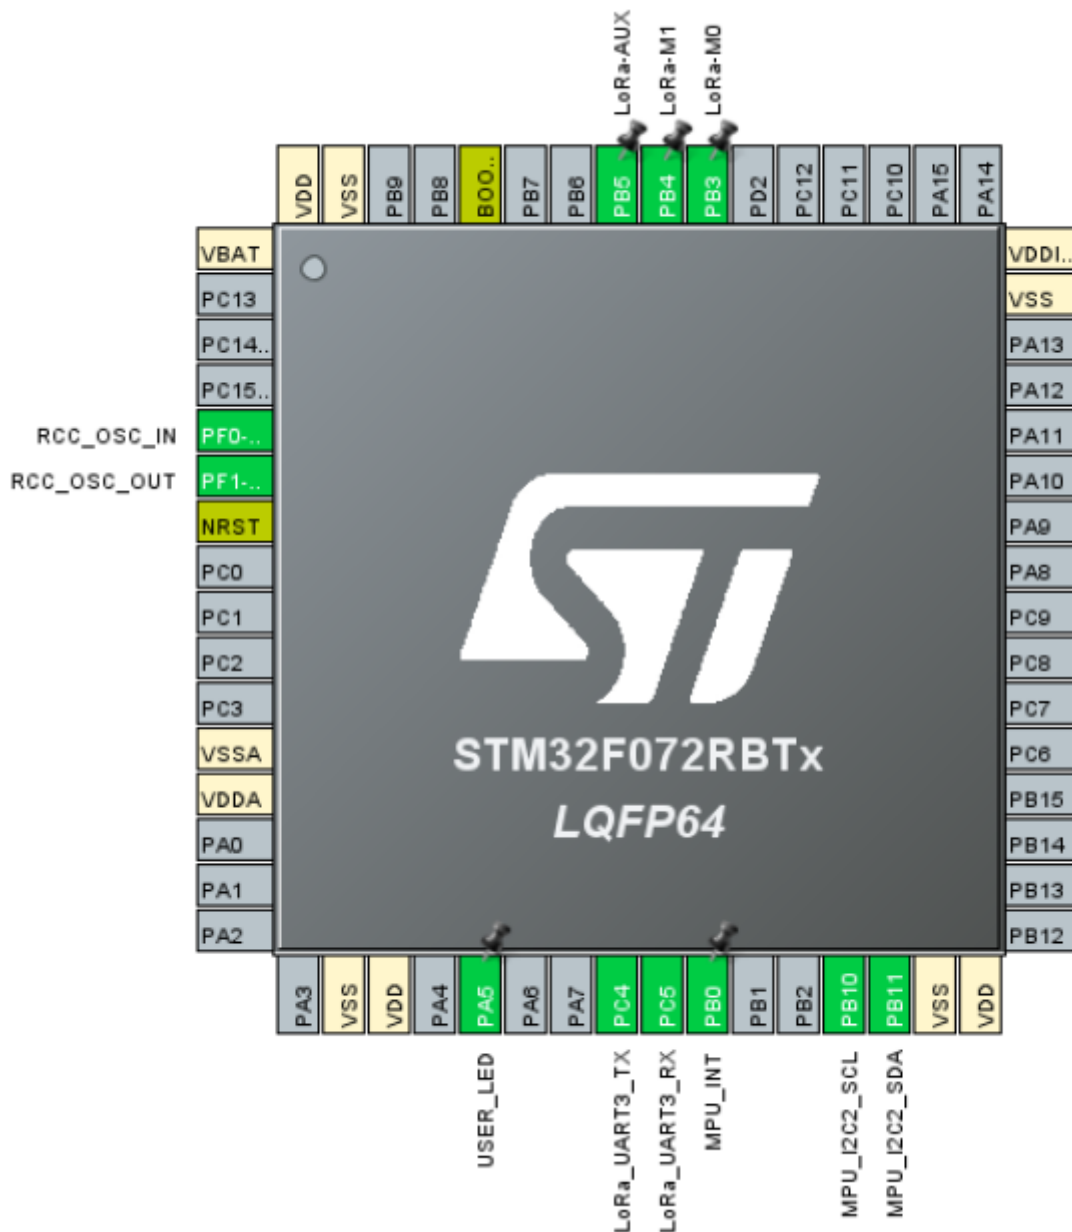 LoRa-AUX
LoRa-M1
LoRa-M0
VDD
VSS
PB9
PB8
BOO..
PB7
PB6
PB5
PB4
PB3
PD2
PC12
PC11
PC10
PA15
PA14
VBAT
PC13
PC14..
PC15..
RCC_OSC_IN
PF0-..
RCC_OSC_OUT
PF1-..
NRST
PC0
PC1
PC2
PC3
VSSA
VDDA
PA0
PA1
PA2
VDDI..
VSS
PA13
PA12
PA11
PA10
PA9
PA8
PC9
PC8
PC7
PC6
PB15
PB14
PB13
PB12
ST
STM32F072RBTx
LQFP64
PA3
VSS
VDD
PA4
PA5
PA6
PA7
PC4
PC5
PB0
PB1
PB2
PB10
PB11
VSS
VDD
USER_LED
LoRa_UART3_TX
LoRa_UART3_RX
MPU_INT
MPU_I2C2_SCL
MPU_I2C2_SDA